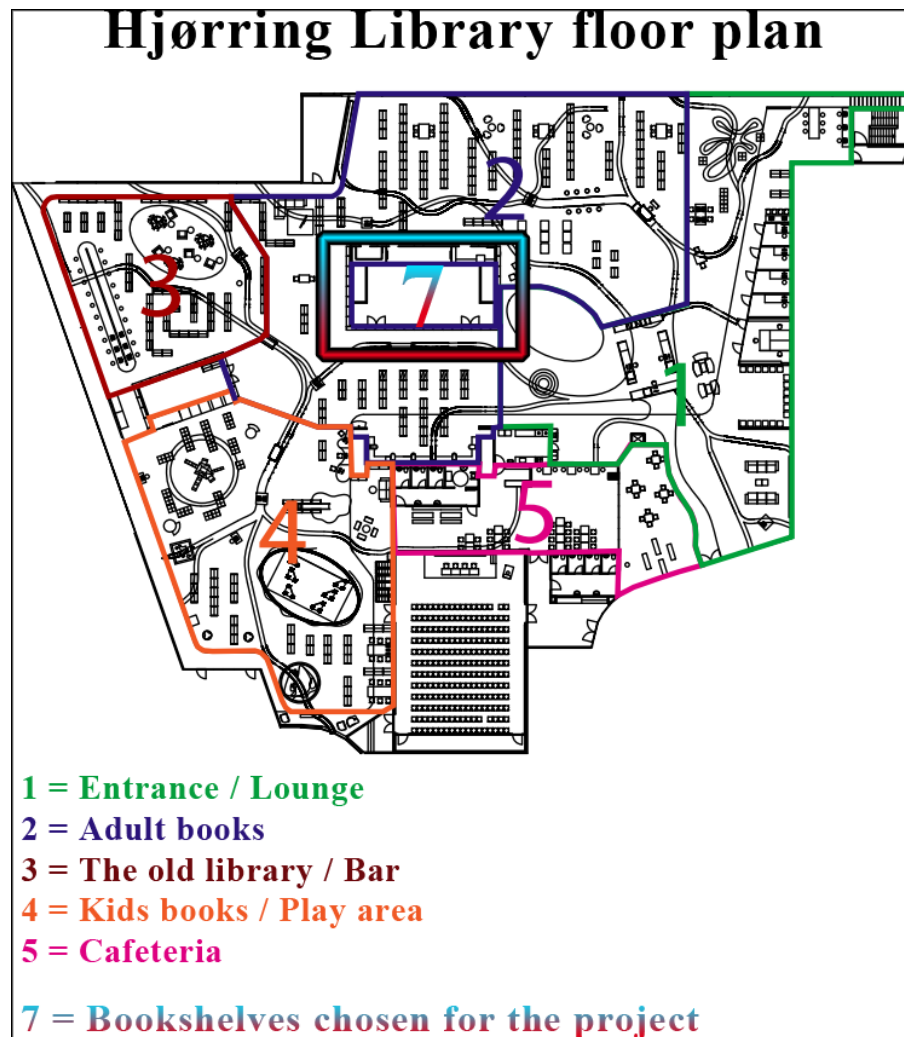 Hjørring Library floor plan
2
3
7
1
5
4
1 = Entrance / Lounge
2 = Adult books
3 = The old library / Bar
4 = Kids books / Play area
5 = Cafeteria
7 = Bookshelves chosen for the project